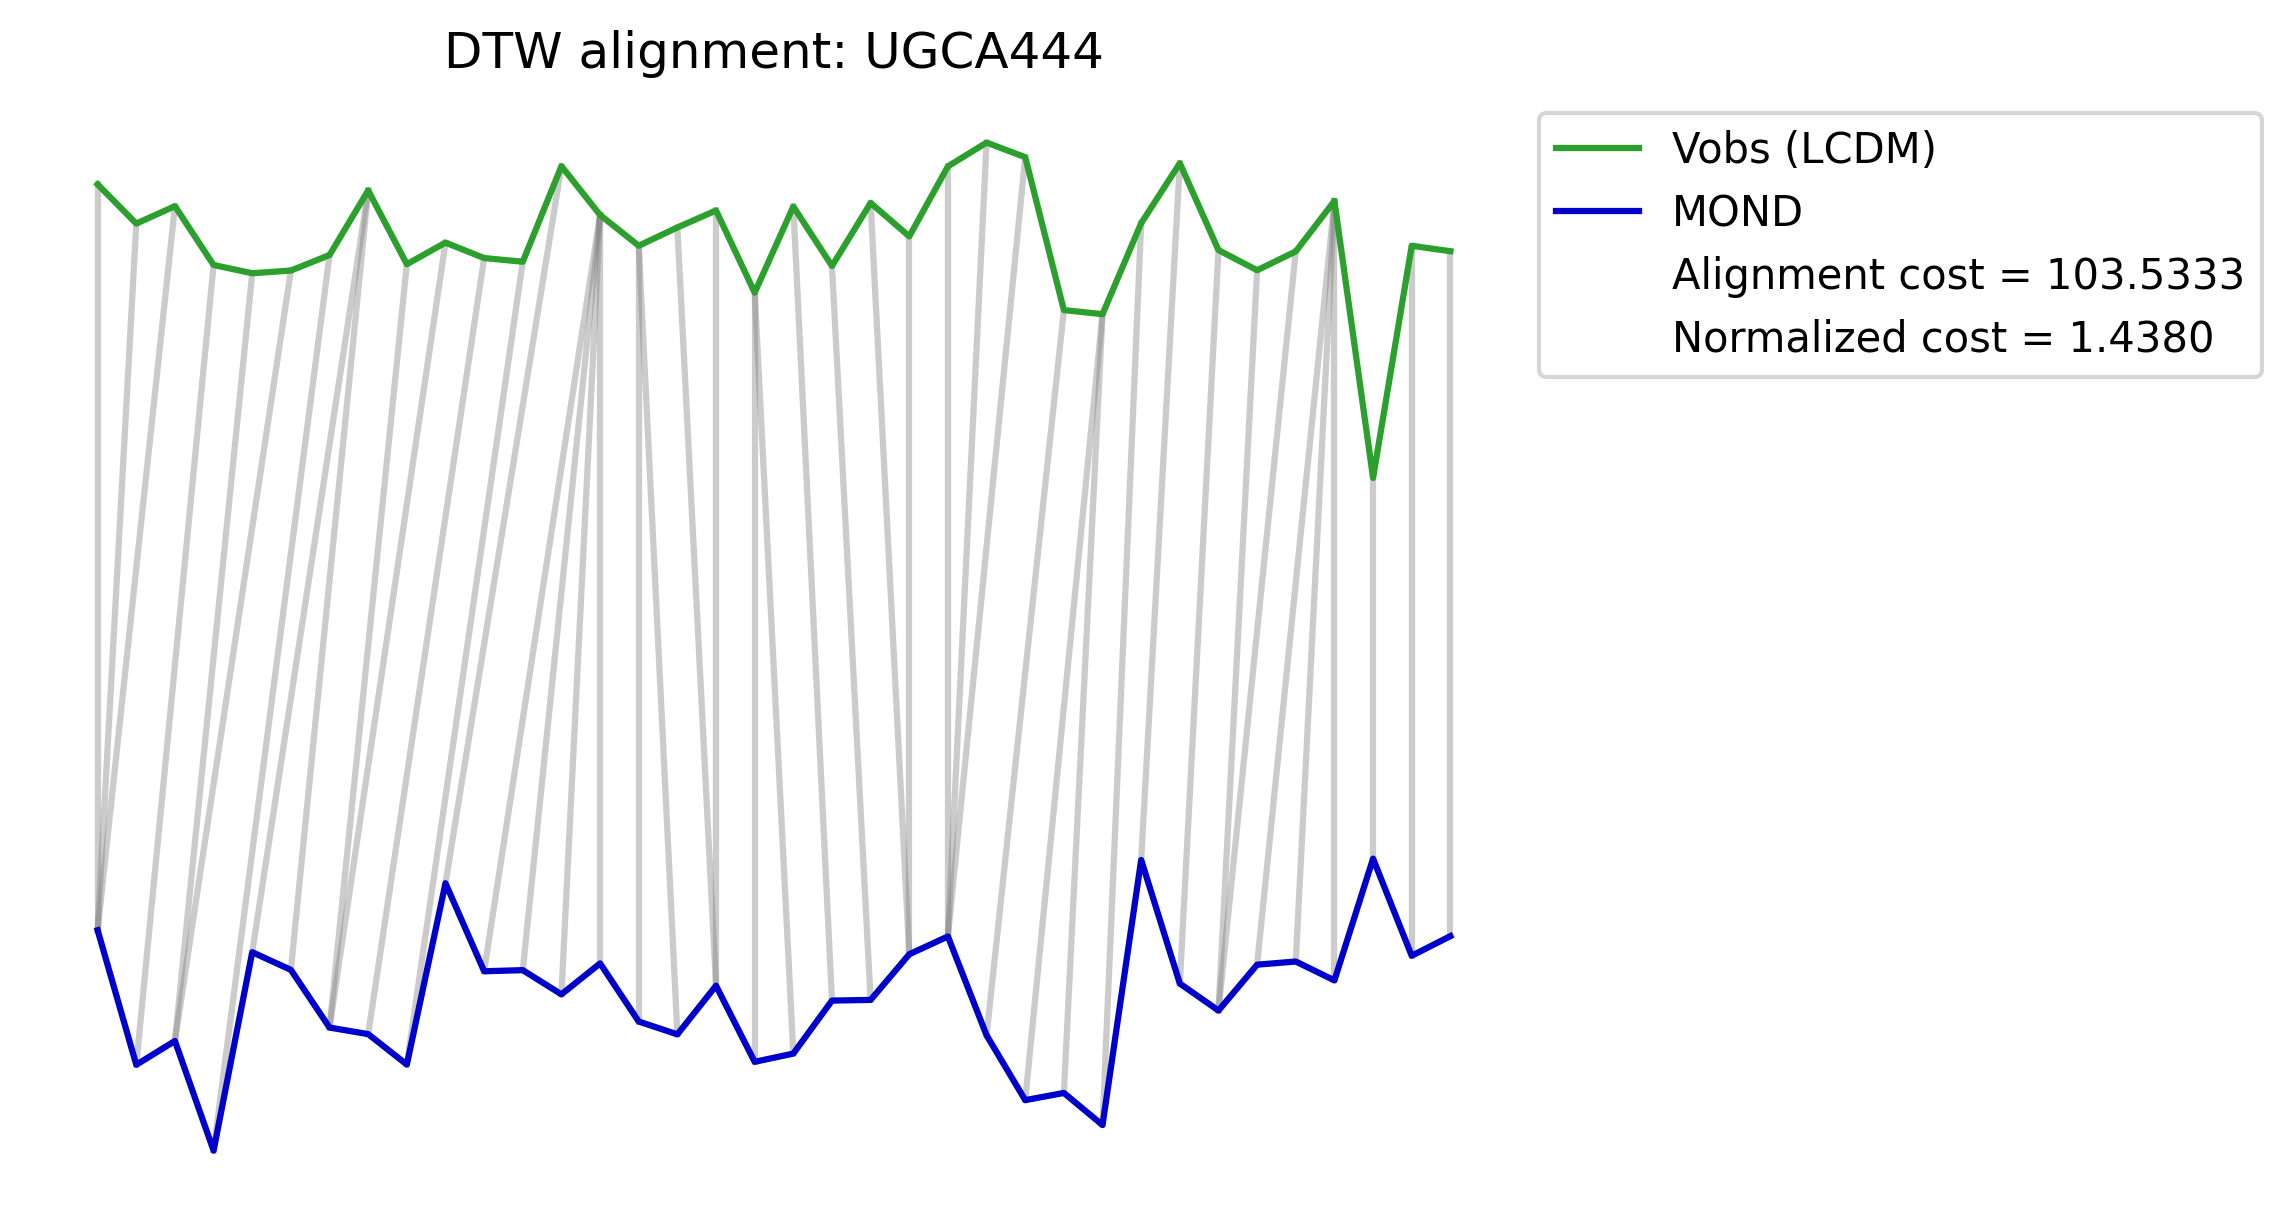 DTW alignment: UGCA444
Vobs (LCDM)
MOND
Alignment cost = 103.5333
Normalized cost = 1.4380